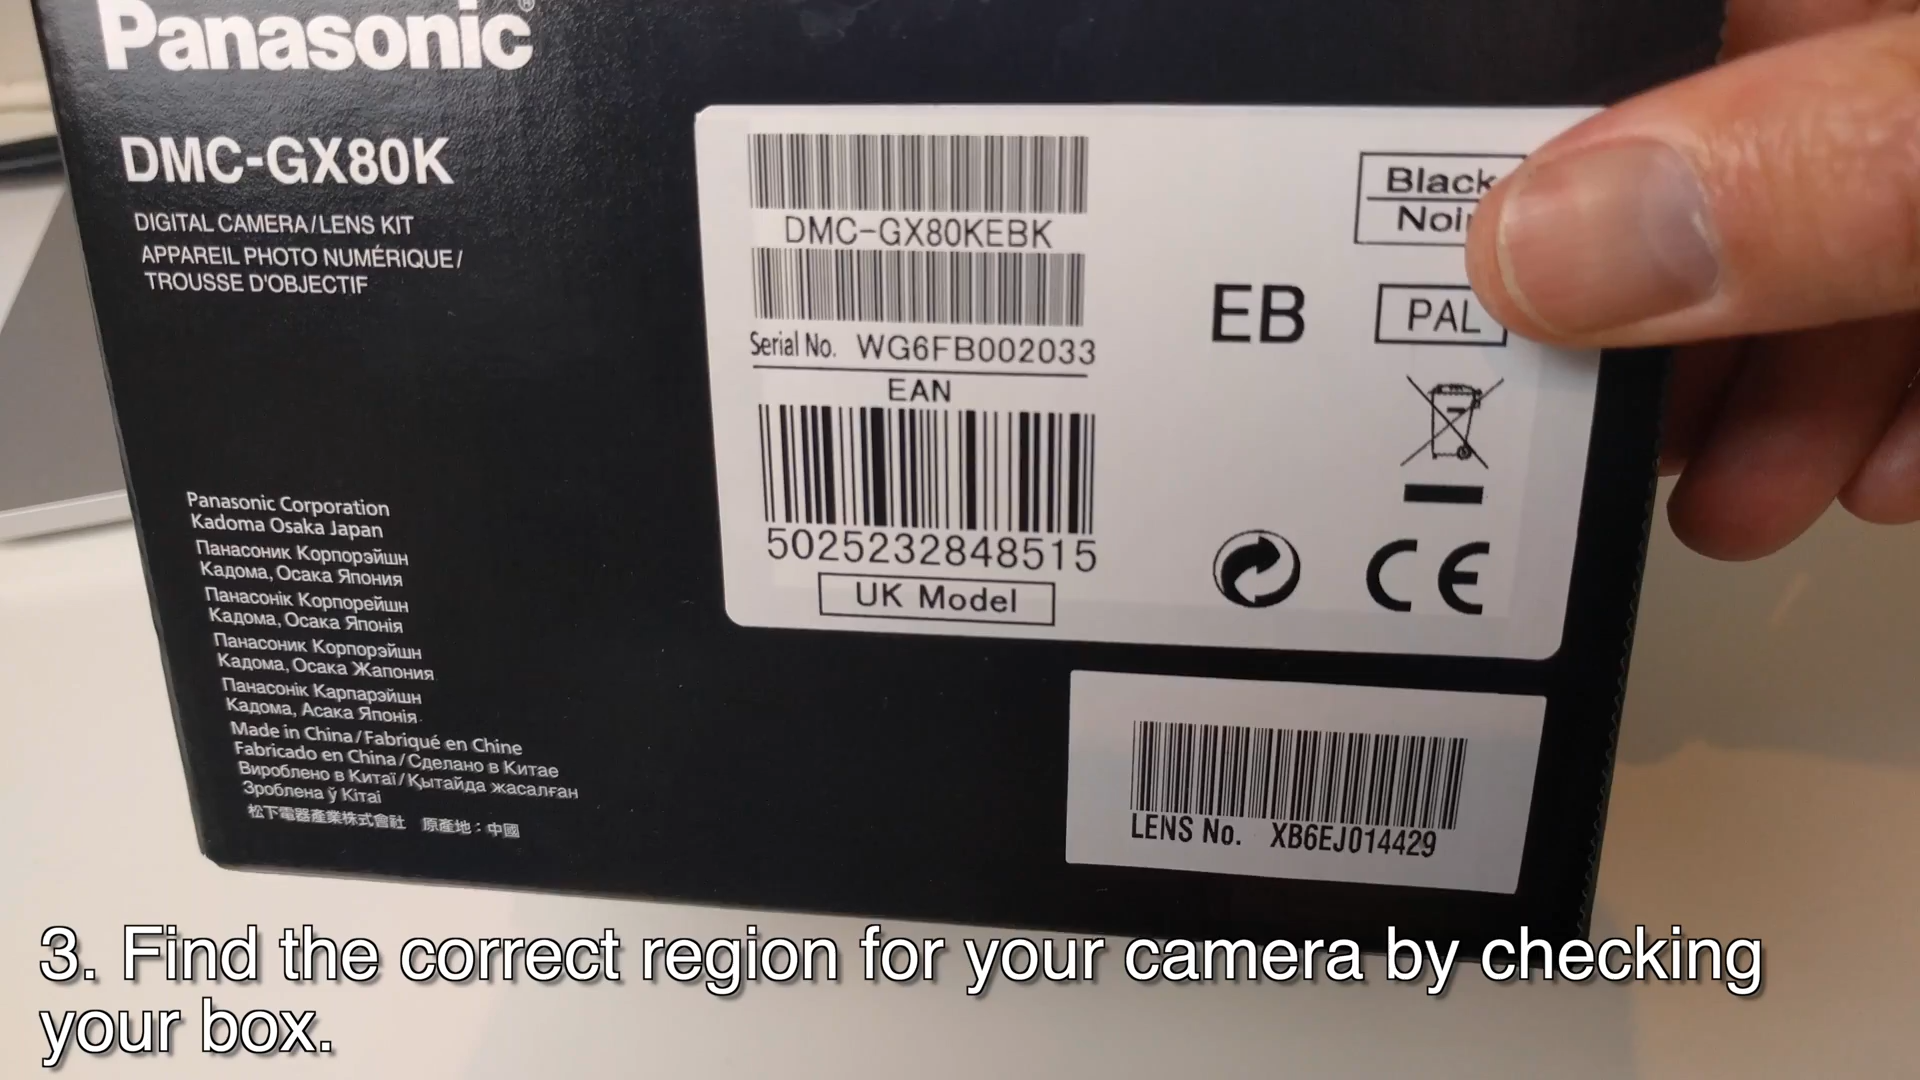 Panasonic®
DMC-GX80K
DIGITAL CAMERA/LENS KIT
APPAREIL PHOTO NUMÉRIQUE/
TROUSSE D'OBJECTIF
Panasonic Corporation
Kadoma Osaka Japan
Панасоник Корпорэйшн
Кадома, Осака Япония
Панасонік Корпорейшн
Кадома, Осака Японія
Панасоник Корпорэйшн
Кадома, Осака Жапония
Панасонік Карпарэйшн
Кадома, Асака Японія
Made in China/Fabriqué en Chine
Fabricado en China/Сделано в Китае
Вироблено в Китаї/Қытайда жасалған
Зроблена ў Кітаі
松下電器產業株式會社 原產地：中國
DMC-GX80KEBK
Serial No. WG6FB002033
EAN
5025232848515
UK Model
Black
Noi
EB
PAL
CE
LENS No. XB6EJ014429
3. Find the correct region for your camera by checking
your box.